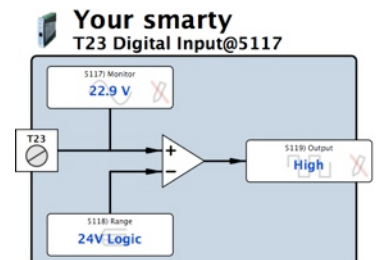 Your smarty
T23 Digital Input@5117
5117) Monitor
22.9 V
T23
+
−
5119) Output
High
5118) Range
24V Logic